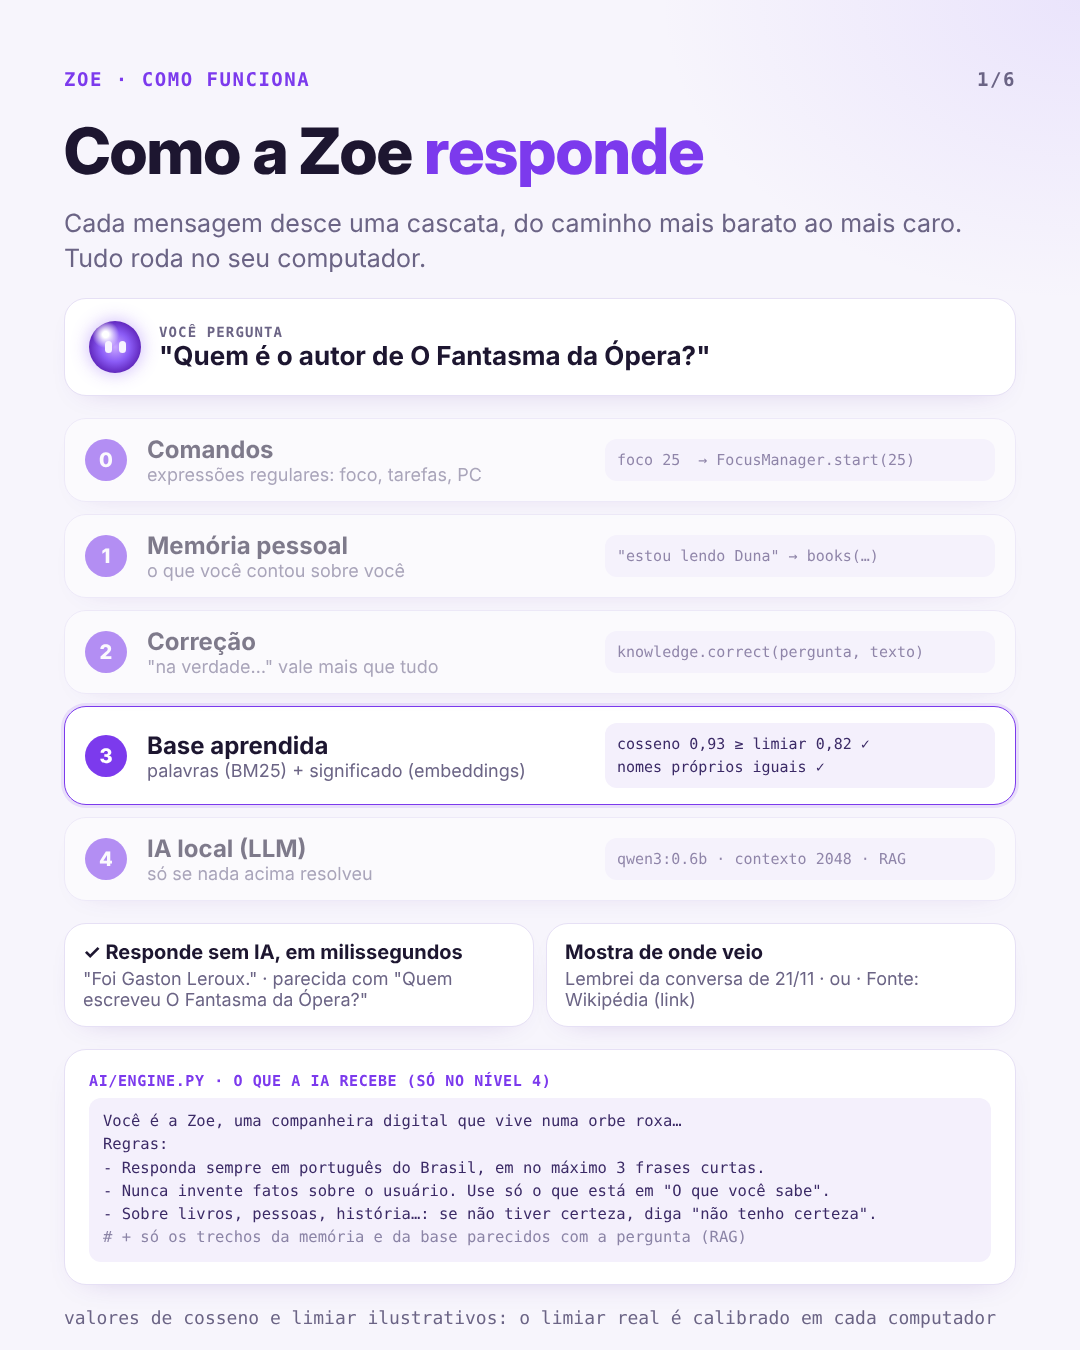 ZOE · COMO FUNCIONA
1/6
Como a Zoe responde
Cada mensagem desce uma cascata, do caminho mais barato ao mais caro.
Tudo roda no seu computador.
VOCÊ PERGUNTA
"Quem é o autor de O Fantasma da Ópera?"
0
Comandos
expressões regulares: foco, tarefas, PC
foco 25  → FocusManager.start(25)
1
Memória pessoal
o que você contou sobre você
"estou lendo Duna" → books(…)
2
Correção
"na verdade…" vale mais que tudo
knowledge.correct(pergunta, texto)
3
Base aprendida
palavras (BM25) + significado (embeddings)
cosseno 0,93 ≥ limiar 0,82 ✓
nomes próprios iguais ✓
4
IA local (LLM)
só se nada acima resolveu
qwen3:0.6b · contexto 2048 · RAG
✓ Responde sem IA, em milissegundos
"Foi Gaston Leroux." · parecida com "Quem
escreveu O Fantasma da Ópera?"
Mostra de onde veio
Lembrei da conversa de 21/11 · ou · Fonte:
Wikipédia (link)
AI/ENGINE.PY · O QUE A IA RECEBE (SÓ NO NÍVEL 4)
Você é a Zoe, uma companheira digital que vive numa orbe roxa…
Regras:
- Responda sempre em português do Brasil, em no máximo 3 frases curtas.
- Nunca invente fatos sobre o usuário. Use só o que está em "O que você sabe".
- Sobre livros, pessoas, história…: se não tiver certeza, diga "não tenho certeza".
# + só os trechos da memória e da base parecidos com a pergunta (RAG)
valores de cosseno e limiar ilustrativos: o limiar real é calibrado em cada computador